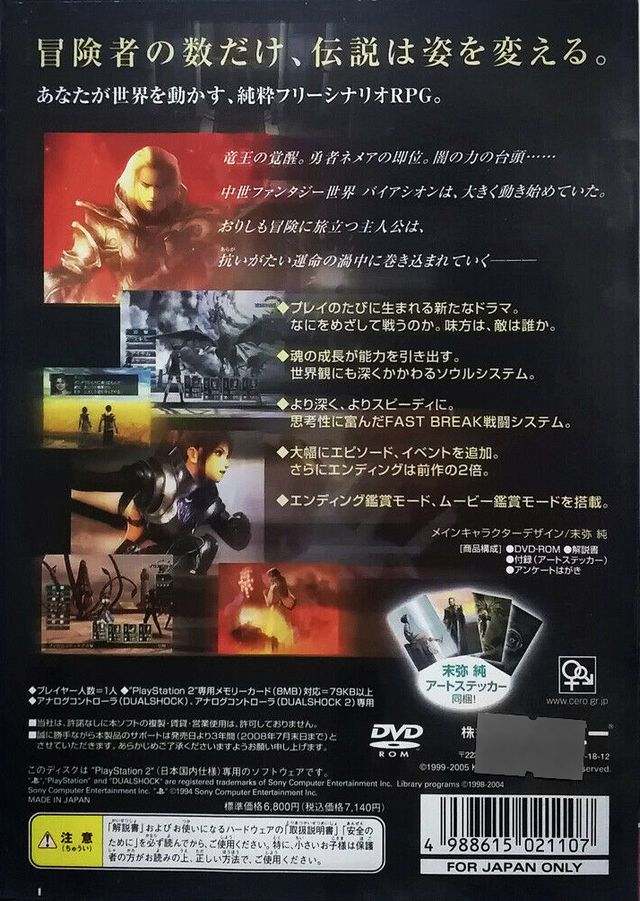 冒険者の数だけ、伝説は姿を変える。
あなたが世界を動かす、純粋フリーシナリオRPG。
竜王の覚醒。勇者ネメアの即位。闇の力の台頭……
中世ファンタジー世界 バイアシオンは、大きく動き始めていた。
おりしも冒険に旅立つ主人公は、
あらが
抗いがたい運命の渦中に巻き込まれていく———
◆プレイのたびに生まれる新たなドラマ。
なにをめざして戦うのか。味方は、敵は誰か。
◆魂の成長が能力を引き出す。
世界観にも深くかかわるソウルシステム。
◆より深く、よりスピーディに。
思考性に富んだFAST BREAK戦闘システム。
◆大幅にエピソード、イベントを追加。
さらにエンディングは前作の2倍。
◆エンディング鑑賞モード、ムービー鑑賞モードを搭載。
メインキャラクターデザイン/末弥 純
[商品構成] ●DVD-ROM ●解説書
●付録(アートステッカー)
●アンケートはがき
末弥 純
アートステッカー
同梱!
www.cero.gr.jp
◆プレイヤー人数=1人 ◆"PlayStation 2"専用メモリーカード(8MB)対応=79KB以上
◆アナログコントローラ(DUALSHOCK)、アナログコントローラ(DUALSHOCK 2)専用
■当社は、許諾なしに本ソフトの複製・賃貸・営業使用は、許可しておりません。
■誠に勝手ながら本製品のサポートは発売日より3年間(2008年7月末日まで)と
させていただきます。あらかじめご了承くださいますようお願い申し上げます。
DVD
ROM
株
ー®
〒22
-18-12
©1999-2005
served.
このディスクは "PlayStation 2"(日本国内仕様)専用のソフトウェアです。
"PlayStation" and "DUALSHOCK" are registered trademarks of Sony Computer Entertainment Inc. Library programs ©1998-2004
Sony Computer Entertainment Inc. ©1994 Sony Computer Entertainment Inc.
MADE IN JAPAN
標準価格6,800円(税込価格7,140円)
注意
(ちゅうい)
「解説書」およびお使いになるハードウェアの「取扱説明書」「安全の
ために」を必ず読んでから、ご使用ください。特に、小さいお子様は保護
者の方がお読みの上、正しい方法で、ご使用ください。
4 988615 021107
FOR JAPAN ONLY